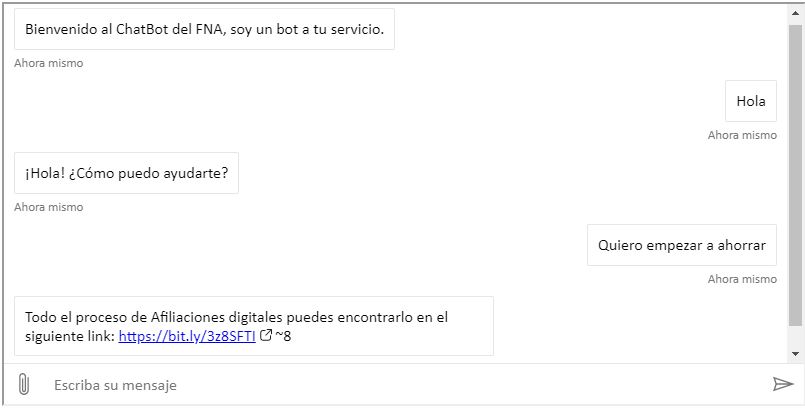 Bienvenido al ChatBot del FNA, soy un bot a tu servicio.
Ahora mismo
Hola
Ahora mismo
¡Hola! ¿Cómo puedo ayudarte?
Ahora mismo
Quiero empezar a ahorrar
Ahora mismo
Todo el proceso de Afiliaciones digitales puedes encontrarlo en el
siguiente link: https://bit.ly/3z8SFTI ~8
Escriba su mensaje